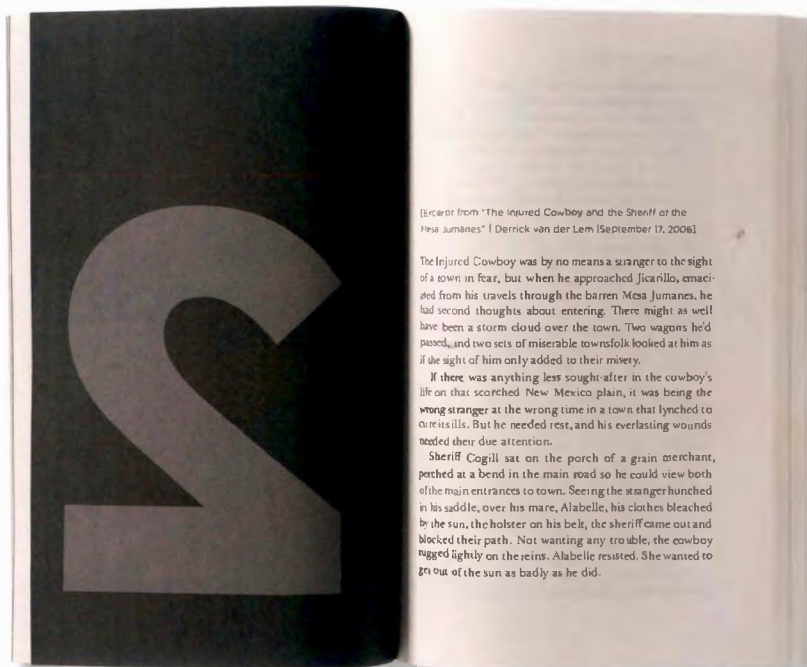 2
[Excerpt from "The Injured Cowboy and the Sheriff of the
Mesa Jumanes" | Derrick van der Lem |September 17, 2006]
The Injured Cowboy was by no means a stranger to the sight
of a town in fear, but when he approached Jicarillo, emaci-
ated from his travels through the barren Mesa Jumanes, he
had second thoughts about entering. There might as well
have been a storm cloud over the town. Two wagons he'd
passed, and two sets of miserable townsfolk looked at him as
if the sight of him only added to their misery.
If there was anything less sought-after in the cowboy's
life on that scorched New Mexico plain, it was being the
wrong stranger at the wrong time in a town that lynched to
cure its ills. But he needed rest, and his everlasting wounds
needed their due attention.
Sheriff Cogill sat on the porch of a grain merchant,
perched at a bend in the main road so he could view both
of the main entrances to town. Seeing the stranger hunched
in his saddle, over his mare, Alabelle, his clothes bleached
by the sun, the holster on his belt, the sheriff came out and
blocked their path. Not wanting any trouble, the cowboy
tugged lightly on the reins. Alabelle resisted. She wanted to
get out of the sun as badly as he did.